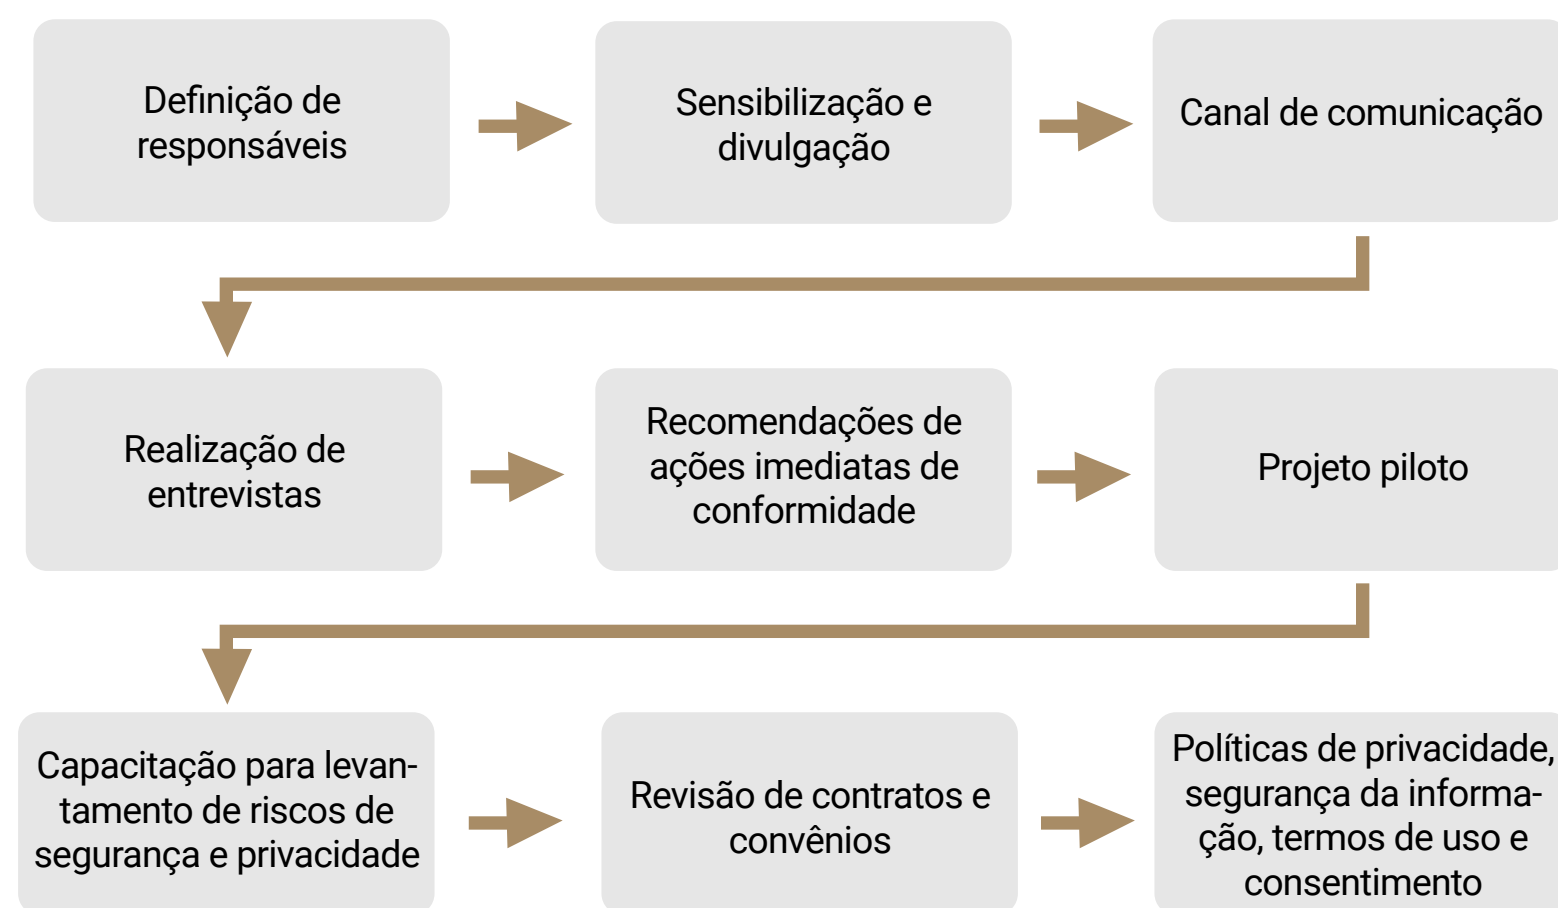 Definição de
responsáveis
Sensibilização e
divulgação
Canal de comunicação
Realização de
entrevistas
Recomendações de
ações imediatas de
conformidade
Projeto piloto
Capacitação para levan-
tamento de riscos de
segurança e privacidade
Revisão de contratos e
convênios
Políticas de privacidade,
segurança da informa-
ção, termos de uso e
consentimento